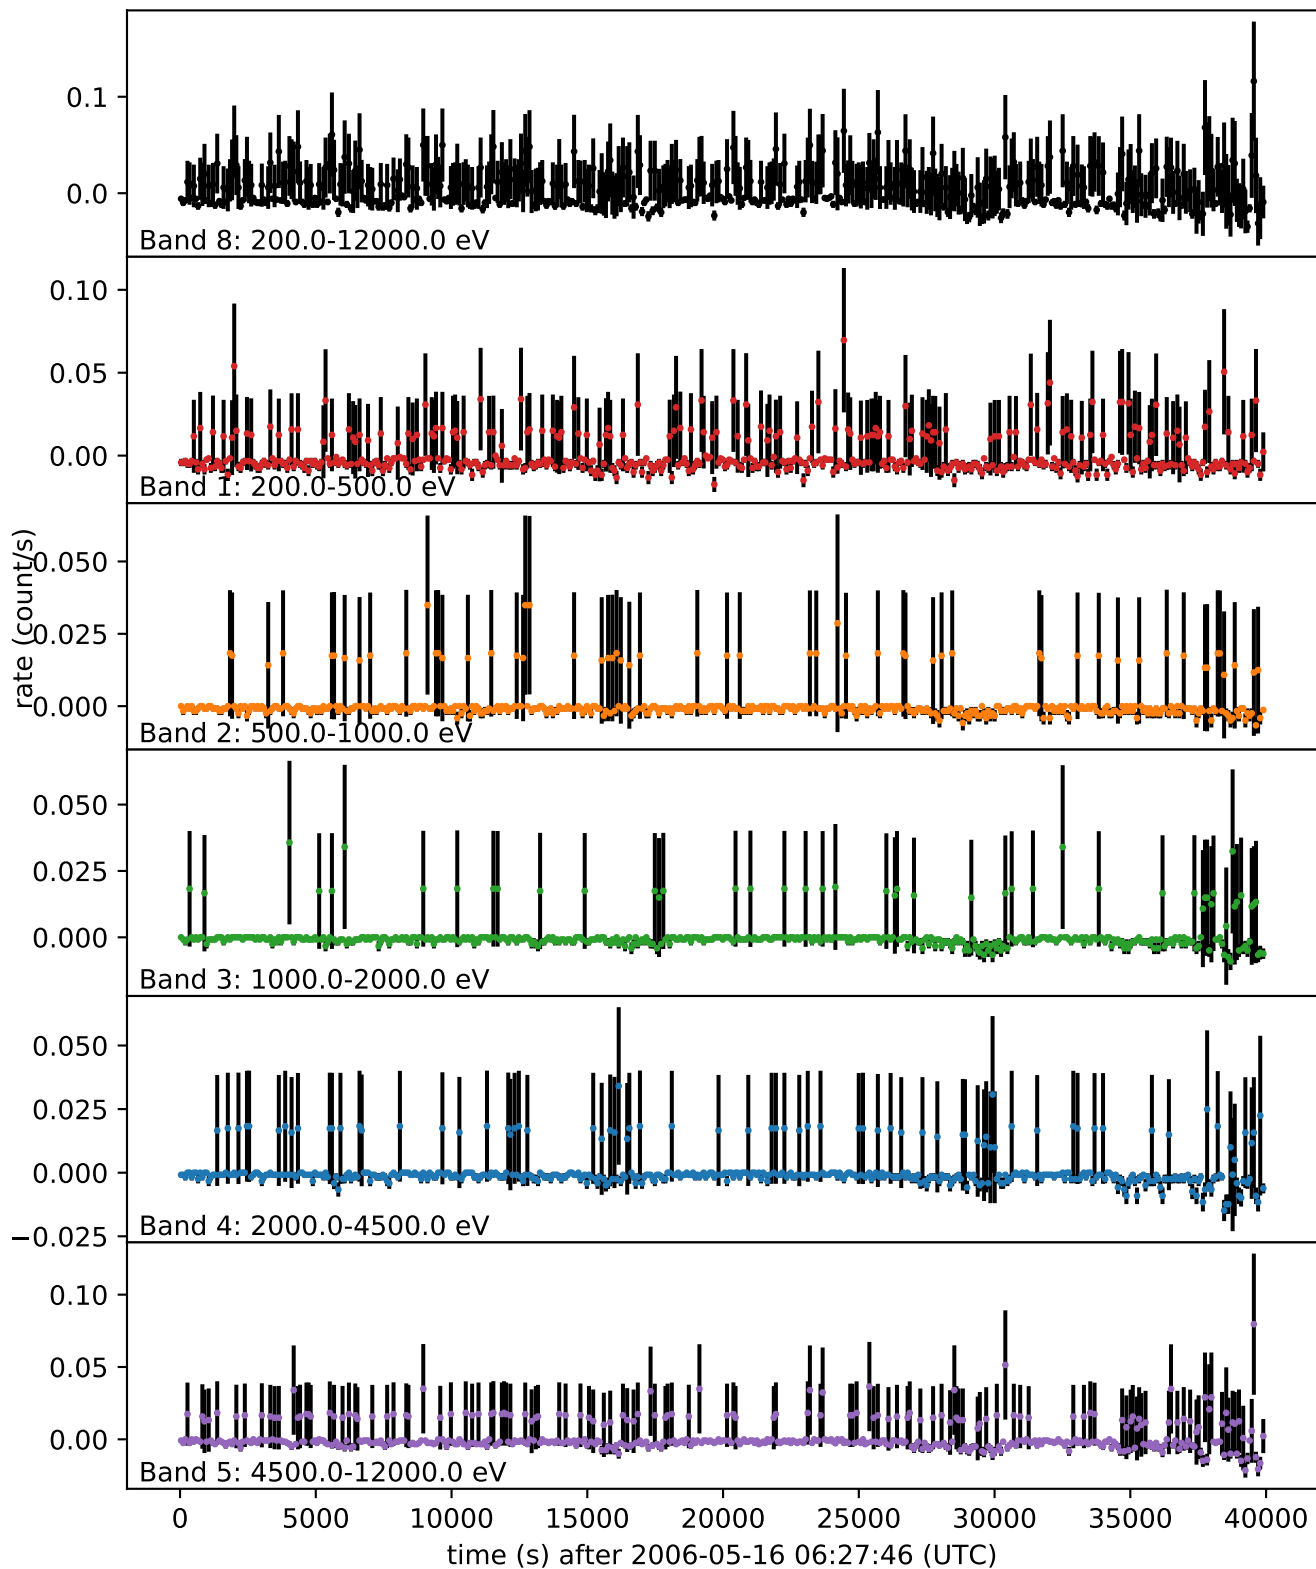 0.1
0.0
Band 8: 200.0-12000.0 eV
0.10
0.05
0.00
Band 1: 200.0-500.0 eV
rate (count/s)
0.050
0.025
0.000
Band 2: 500.0-1000.0 eV
0.050
0.025
0.000
Band 3: 1000.0-2000.0 eV
0.050
0.025
0.000
−0.025
Band 4: 2000.0-4500.0 eV
0.10
0.05
0.00
Band 5: 4500.0-12000.0 eV
0 5000 10000 15000 20000 25000 30000 35000 40000
time (s) after 2006-05-16 06:27:46 (UTC)